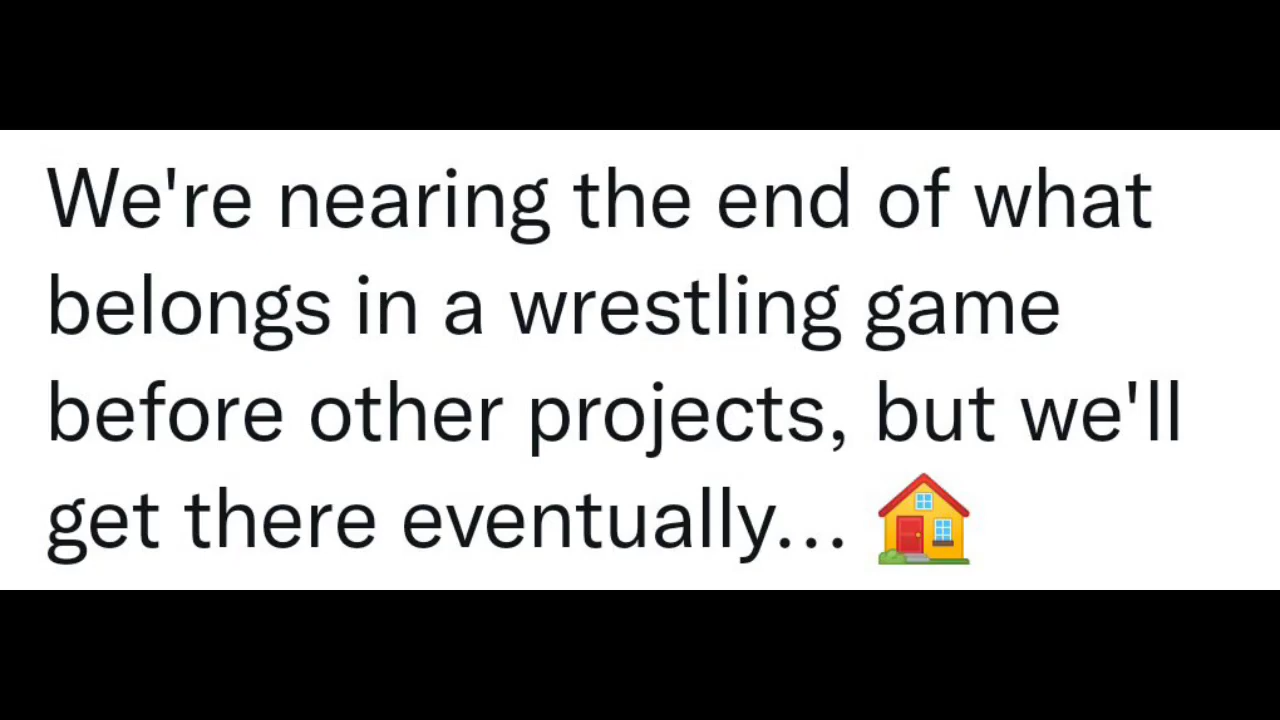 We're nearing the end of what
belongs in a wrestling game
before other projects, but we'll
get there eventually... 🏠